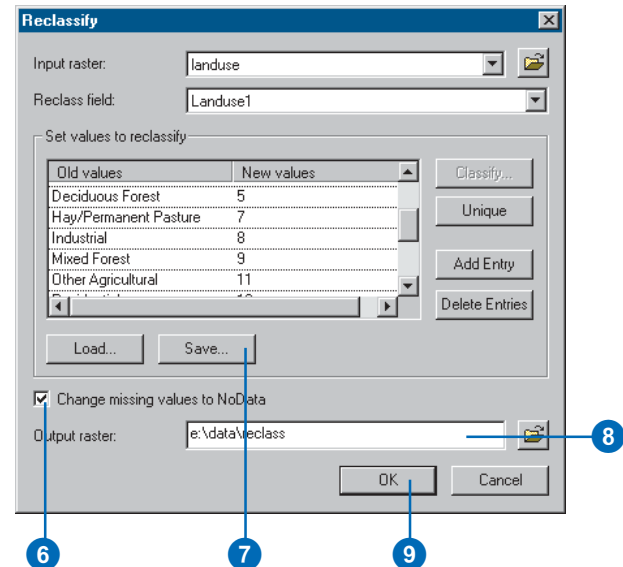 Reclassify
Input raster: landuse
Reclass field: Landuse1
Set values to reclassify
Old values New values
Classify...
Deciduous Forest 5
Hay/Permanent Pasture 7
Unique
Industrial 8
Mixed Forest 9
Add Entry
Other Agricultural 11
Delete Entries
Load... Save...
Change missing values to NoData
Output raster: e:\data\reclass
8
OK Cancel
6 7 9